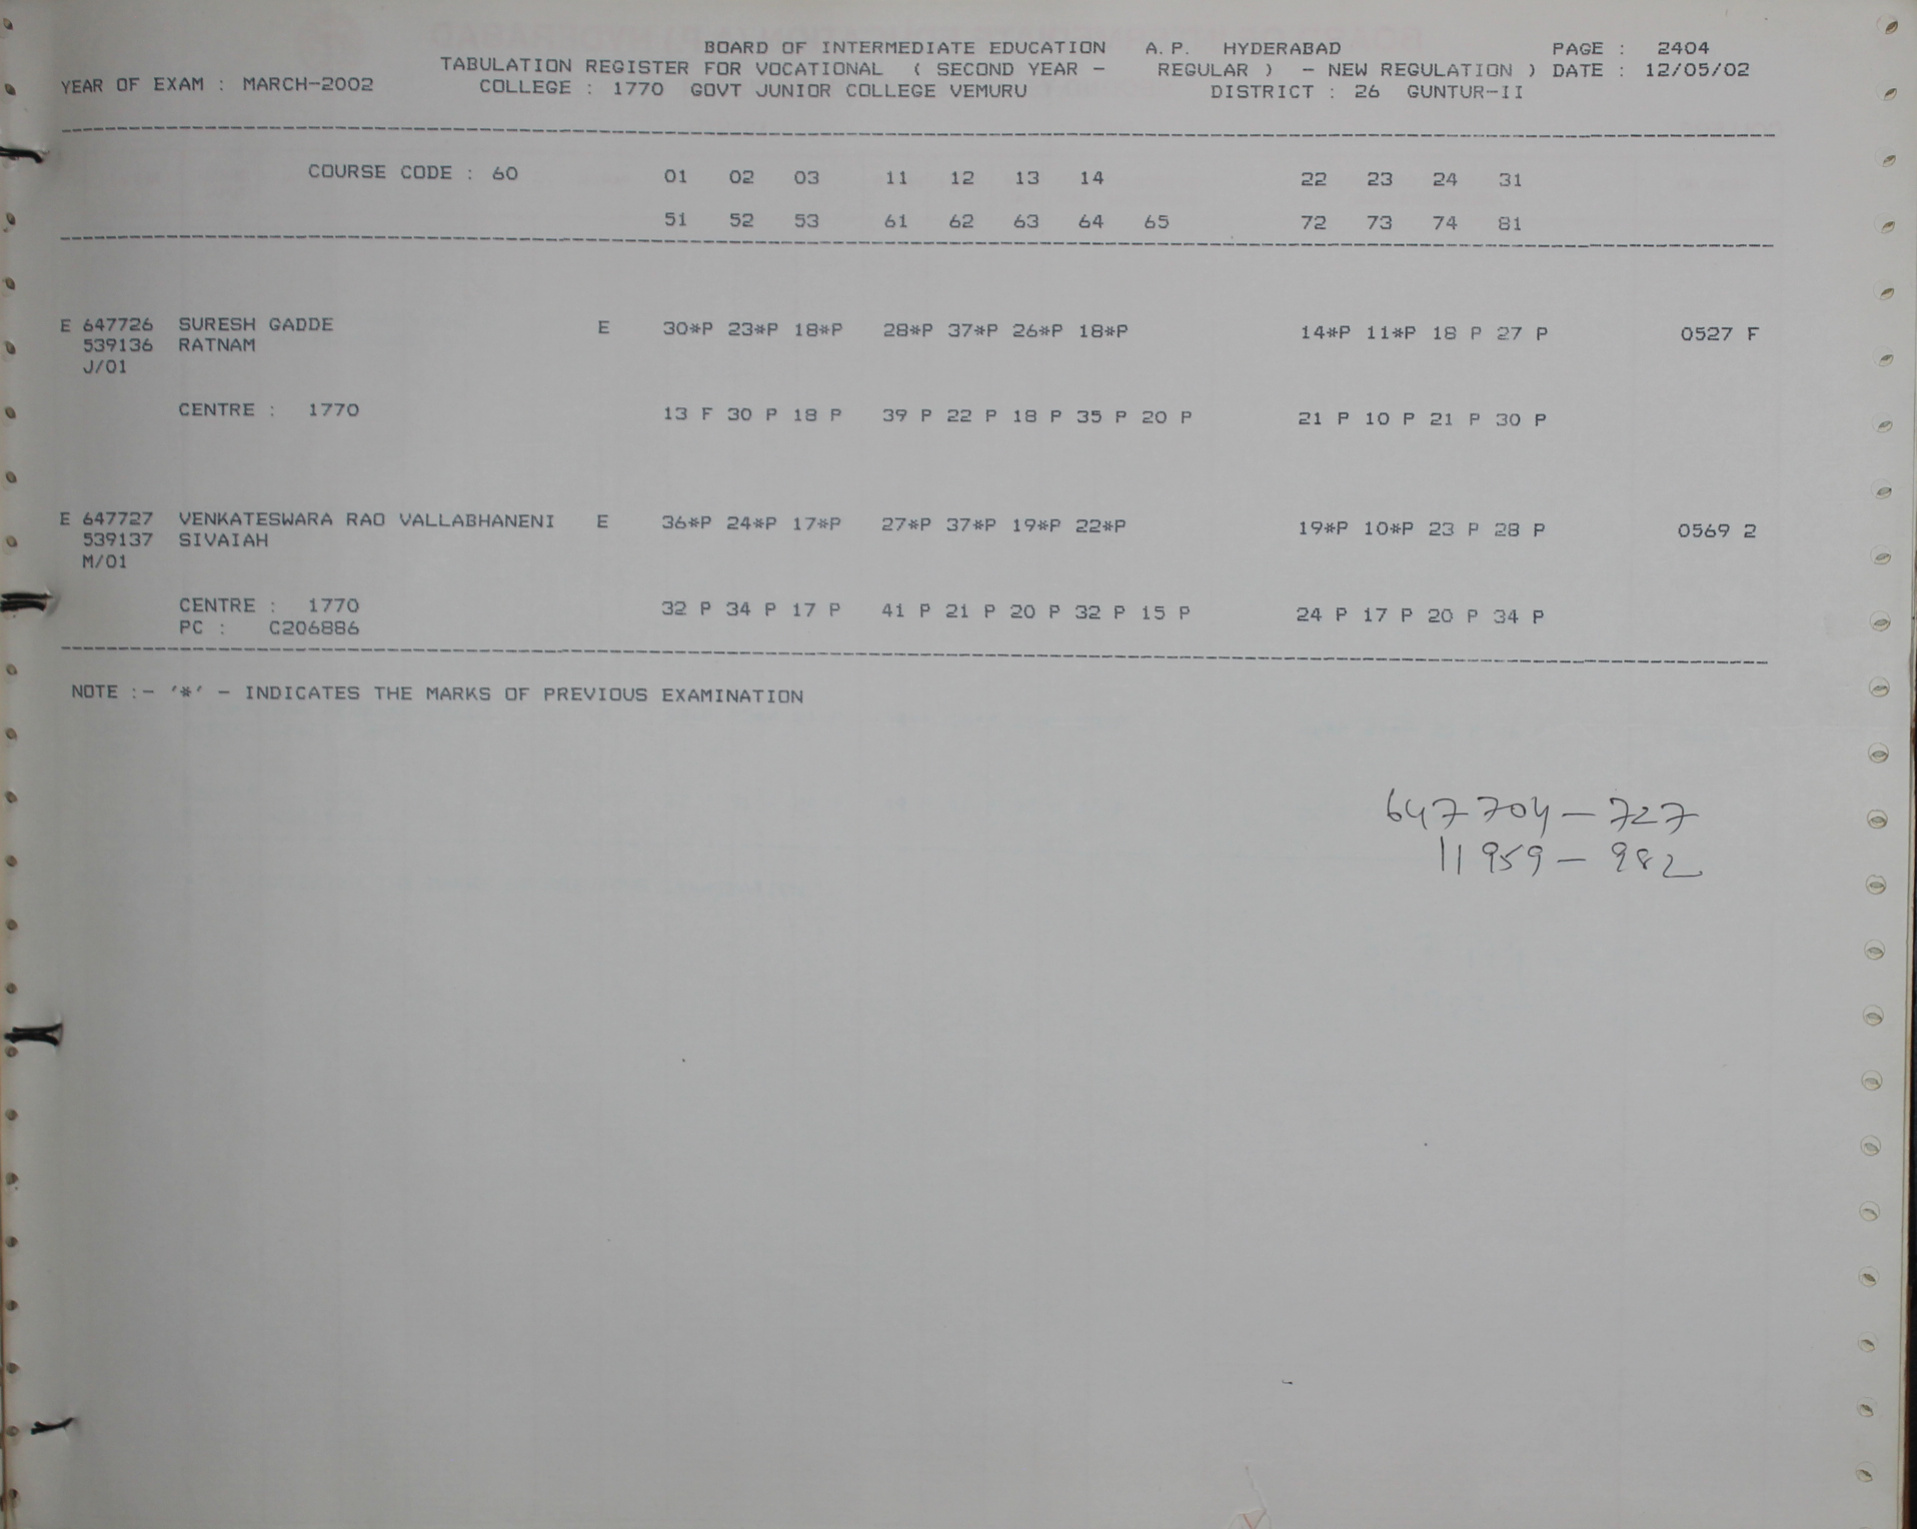 BOARD OF INTERMEDIATE EDUCATION A.P. HYDERABAD PAGE : 2404
TABULATION REGISTER FOR VOCATIONAL ( SECOND YEAR - REGULAR ) - NEW REGULATION ) DATE : 12/05/02
YEAR OF EXAM : MARCH-2002 COLLEGE : 1770 GOVT JUNIOR COLLEGE VEMURU DISTRICT : 26 GUNTUR-II
COURSE CODE : 60 01 02 03 11 12 13 14 22 23 24 31
51 52 53 61 62 63 64 65 72 73 74 81
E 647726 SURESH GADDE E 30*P 23*P 18*P 28*P 37*P 26*P 18*P 14*P 11*P 18 P 27 P 0527 F
539136 RATNAM
J/01
CENTRE : 1770 13 F 30 P 18 P 39 P 22 P 18 P 35 P 20 P 21 P 10 P 21 P 30 P
E 647727 VENKATESWARA RAO VALLABHANENI E 36*P 24*P 17*P 27*P 37*P 19*P 22*P 19*P 10*P 23 P 28 P 0569 2
539137 SIVAIAH
M/01
CENTRE : 1770 32 P 34 P 17 P 41 P 21 P 20 P 32 P 15 P 24 P 17 P 20 P 34 P
PC : C206886
NOTE :- '*' - INDICATES THE MARKS OF PREVIOUS EXAMINATION
647704-727
11959-982